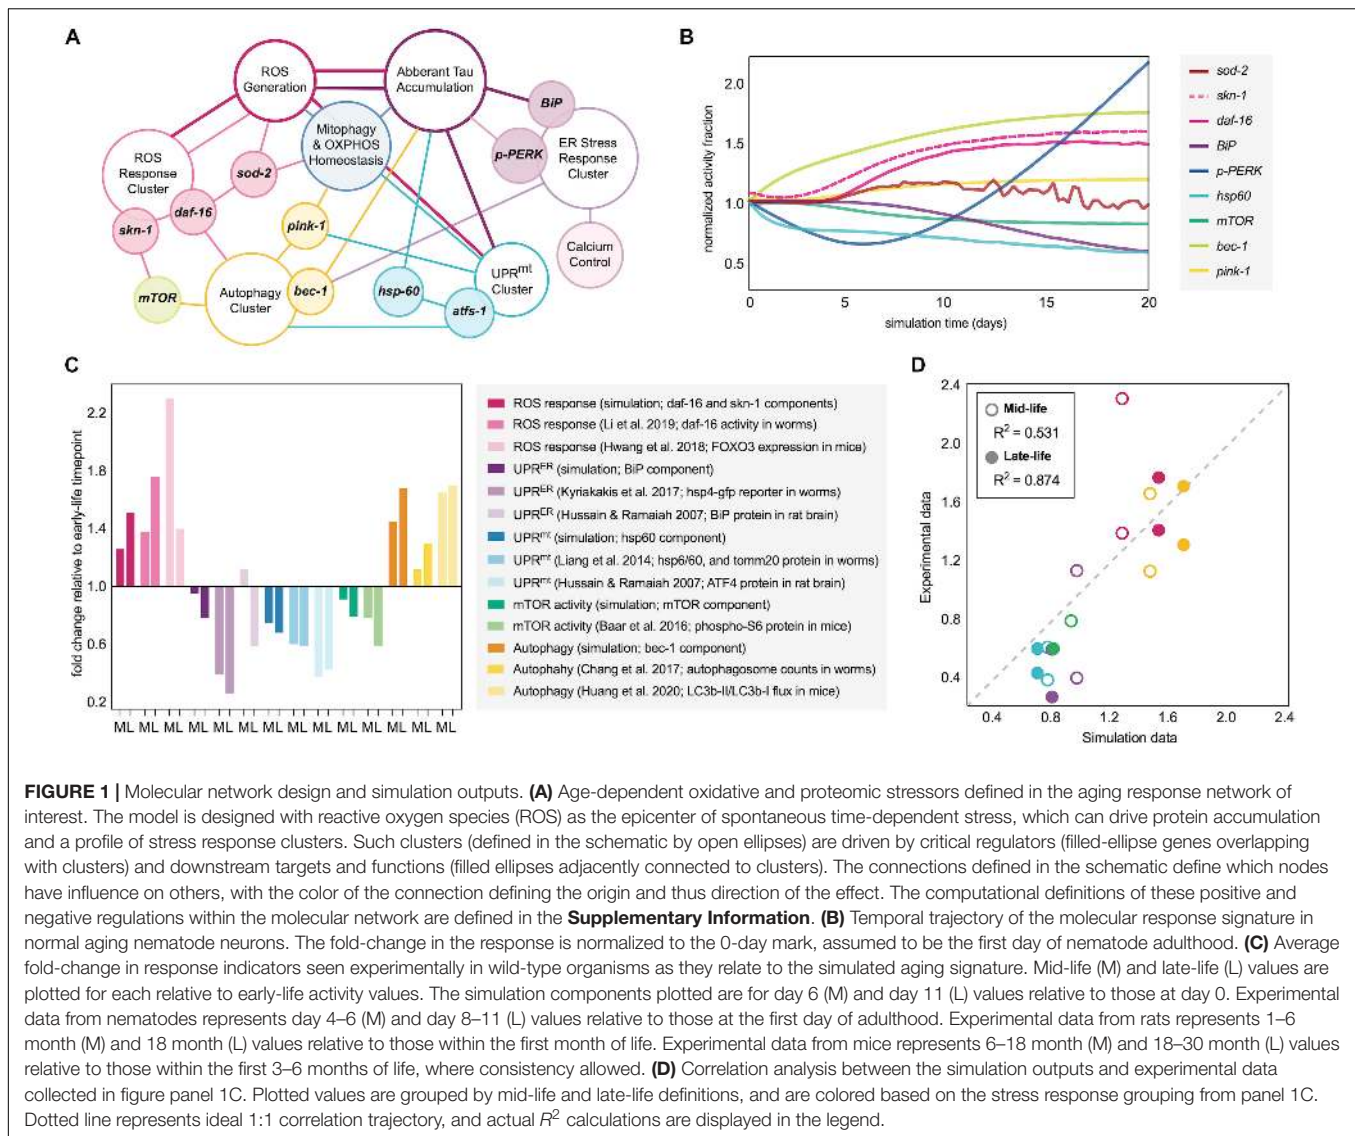 A
ROS
Generation
Abberant Tau
Accumulation
BiP
Mitophagy
& OXPHOS
Homeostasis
p-PERK
ER Stress
Response
Cluster
ROS
Response
Cluster
sod-2
daf-16
skn-1
pink-1
Calcium
Control
mTOR
Autophagy
Cluster
bec-1
hsp-60
UPRmt
Cluster
atfs-1
B
normalized activity fraction
2.0
1.5
1.0
0.5
0
5
10
15
20
simulation time (days)
sod-2
skn-1
daf-16
BiP
p-PERK
hsp60
mTOR
bec-1
pink-1
C
fold change relative to early-life timepoint
2.2
1.8
1.4
1.0
0.6
0.2
ML ML ML ML ML ML ML ML ML ML ML ML ML ML
ROS response (simulation; daf-16 and skn-1 components)
ROS response (Li et al. 2019; daf-16 activity in worms)
ROS response (Hwang et al. 2018; FOXO3 expression in mice)
UPRER (simulation; BiP component)
UPRER (Kyriakakis et al. 2017; hsp4-gfp reporter in worms)
UPRER (Hussain & Ramaiah 2007; BiP protein in rat brain)
UPRmt (simulation; hsp60 component)
UPRmt (Liang et al. 2014; hsp6/60, and tomm20 protein in worms)
UPRmt (Hussain & Ramaiah 2007; ATF4 protein in rat brain)
mTOR activity (simulation; mTOR component)
mTOR activity (Baar et al. 2016; phospho-S6 protein in mice)
Autophagy (simulation; bec-1 component)
Autophahy (Chang et al. 2017; autophagosome counts in worms)
Autophagy (Huang et al. 2020; LC3b-II/LC3b-I flux in mice)
D
Experimental data
2.4
2.0
1.6
1.2
0.8
0.4
Mid-life
R2 = 0.531
Late-life
R2 = 0.874
0.4
0.8
1.2
1.6
2.0
2.4
Simulation data
FIGURE 1 | Molecular network design and simulation outputs. (A) Age-dependent oxidative and proteomic stressors defined in the aging response network of
interest. The model is designed with reactive oxygen species (ROS) as the epicenter of spontaneous time-dependent stress, which can drive protein accumulation
and a profile of stress response clusters. Such clusters (defined in the schematic by open ellipses) are driven by critical regulators (filled-ellipse genes overlapping
with clusters) and downstream targets and functions (filled ellipses adjacently connected to clusters). The connections defined in the schematic define which nodes
have influence on others, with the color of the connection defining the origin and thus direction of the effect. The computational definitions of these positive and
negative regulations within the molecular network are defined in the Supplementary Information. (B) Temporal trajectory of the molecular response signature in
normal aging nematode neurons. The fold-change in the response is normalized to the 0-day mark, assumed to be the first day of nematode adulthood. (C) Average
fold-change in response indicators seen experimentally in wild-type organisms as they relate to the simulated aging signature. Mid-life (M) and late-life (L) values are
plotted for each relative to early-life activity values. The simulation components plotted are for day 6 (M) and day 11 (L) values relative to those at day 0. Experimental
data from nematodes represents day 4–6 (M) and day 8–11 (L) values relative to those at the first day of adulthood. Experimental data from rats represents 1–6
month (M) and 18 month (L) values relative to those within the first month of life. Experimental data from mice represents 6–18 month (M) and 18–30 month (L) values
relative to those within the first 3–6 months of life, where consistency allowed. (D) Correlation analysis between the simulation outputs and experimental data
collected in figure panel 1C. Plotted values are grouped by mid-life and late-life definitions, and are colored based on the stress response grouping from panel 1C.
Dotted line represents ideal 1:1 correlation trajectory, and actual R2 calculations are displayed in the legend.